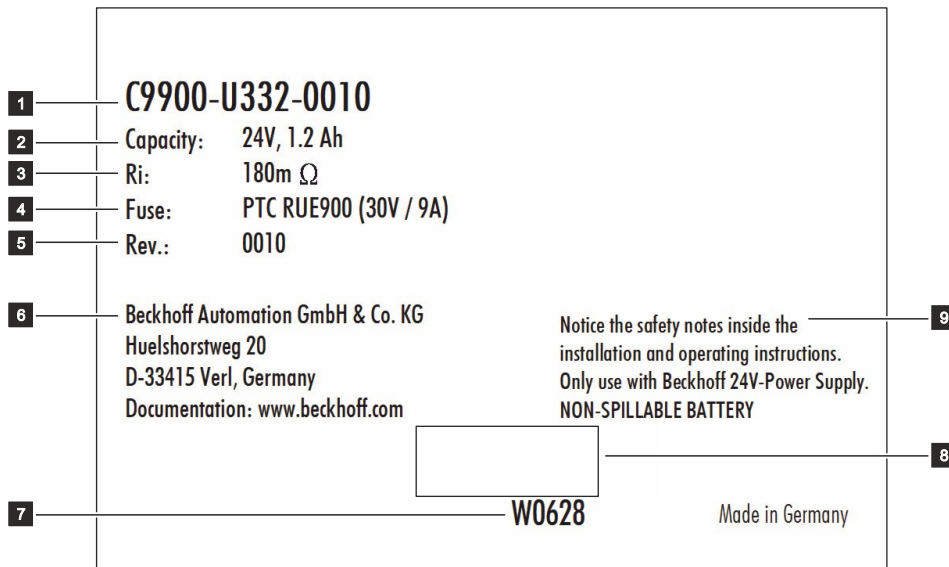 1 C9900-U332-0010
2 Capacity: 24V, 1.2 Ah
3 Ri: 180m Ω
4 Fuse: PTC RUE900 (30V / 9A)
5 Rev.: 0010
6 Beckhoff Automation GmbH & Co. KG
Huelshorstweg 20
D-33415 Verl, Germany
Documentation: www.beckhoff.com
Notice the safety notes inside the 9
installation and operating instructions.
Only use with Beckhoff 24V-Power Supply.
NON-SPILLABLE BATTERY
8
7 W0628
Made in Germany